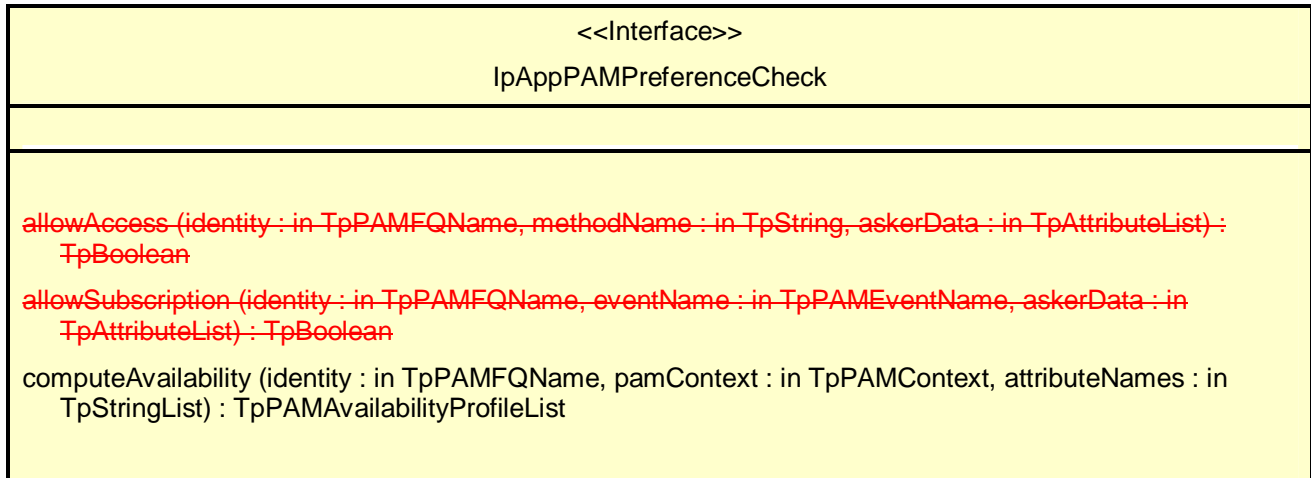 <<Interface>>
IpAppPAMPreferenceCheck
allowAccess (identity : in TpPAMFQName, methodName : in TpString, askerData : in TpAttributeList) :
TpBoolean
allowSubscription (identity : in TpPAMFQName, eventName : in TpPAMEventName, askerData : in
TpAttributeList) : TpBoolean
computeAvailability (identity : in TpPAMFQName, pamContext : in TpPAMContext, attributeNames : in
TpStringList) : TpPAMAvailabilityProfileList